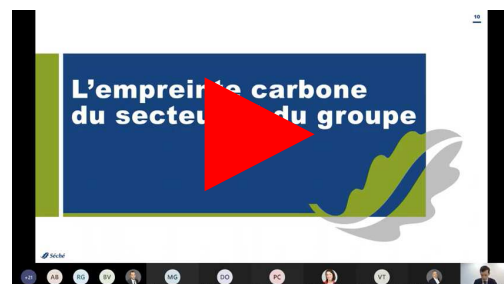 10
L'empreinte carbone
du secteur du groupe
Séché
+21 AB RG BV MG DO PC VT